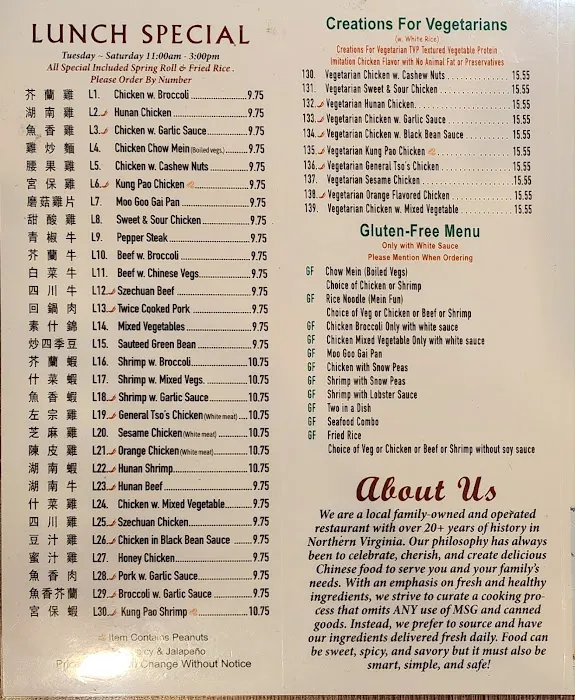 LUNCH SPECIAL
Tuesday ~ Saturday 11:00am - 3:00pm
All Special Included Spring Roll & Fried Rice .
Please Order By Number
芥蘭雞 L1. Chicken w. Broccoli 9.75
湖南雞 L2. Hunan Chicken 9.75
魚香雞 L3. Chicken w. Garlic Sauce 9.75
雞炒麵 L4. Chicken Chow Mein (Boiled vegs.) 9.75
腰果雞 L5. Chicken w. Cashew Nuts 9.75
宮保雞 L6. Kung Pao Chicken 9.75
磨菇雞片 L7. Moo Goo Gai Pan 9.75
甜酸雞 L8. Sweet & Sour Chicken 9.75
青椒牛 L9. Pepper Steak 9.75
芥蘭牛 L10. Beef w. Broccoli 9.75
白菜牛 L11. Beef w. Chinese Vegs. 9.75
四川牛 L12. Szechuan Beef 9.75
回鍋肉 L13. Twice Cooked Pork 9.75
素什錦 L14. Mixed Vegetables 9.75
炒四季豆 L15. Sauteed Green Bean 9.75
芥蘭蝦 L16. Shrimp w. Broccoli 10.75
什菜蝦 L17. Shrimp w. Mixed Vegs. 10.75
魚香蝦 L18. Shrimp w. Garlic Sauce 10.75
左宗雞 L19. General Tso's Chicken (White meat) 10.75
芝麻雞 L20. Sesame Chicken (White meat) 10.75
陳皮雞 L21. Orange Chicken (White meat) 10.75
湖南蝦 L22. Hunan Shrimp 10.75
湖南牛 L23. Hunan Beef 9.75
什菜雞 L24. Chicken w. Mixed Vegetable 9.75
四川雞 L25. Szechuan Chicken 9.75
豆汁雞 L26. Chicken in Black Bean Sauce 9.75
蜜汁雞 L27. Honey Chicken 9.75
魚香肉 L28. Pork w. Garlic Sauce 9.75
魚香芥蘭 L29. Broccoli w. Garlic Sauce 9.75
宮保蝦 L30. Kung Pao Shrimp 10.75
Item Contains Peanuts
& Jalapeño
Change Without Notice
Creations For Vegetarians
(w. White Rice)
Creations For Vegetarian TVP Textured Vegetable Protein
Imitation Chicken Flavor with No Animal Fat or Preservatives
130. Vegetarian Chicken w. Cashew Nuts 15.55
131. Vegetarian Sweet & Sour Chicken 15.55
132. Vegetarian Hunan Chicken 15.55
133. Vegetarian Chicken w. Garlic Sauce 15.55
134. Vegetarian Chicken w. Black Bean Sauce 15.55
135. Vegetarian Kung Pao Chicken 15.55
136. Vegetarian General Tso's Chicken 15.55
137. Vegetarian Sesame Chicken 15.55
138. Vegetarian Orange Flavored Chicken 15.55
139. Vegetarian Chicken w. Mixed Vegetable 15.55
Gluten-Free Menu
Only with White Sauce
Please Mention When Ordering
GF Chow Mein (Boiled Vegs)
Choice of Chicken or Shrimp
GF Rice Noodle (Mein Fun)
Choice of Veg or Chicken or Beef or Shrimp
GF Chicken Broccoli Only with white sauce
GF Chicken Mixed Vegetable Only with white sauce
GF Moo Goo Gai Pan
GF Chicken with Snow Peas
GF Shrimp with Snow Peas
GF Shrimp with Lobster Sauce
GF Two in a Dish
GF Seafood Combo
GF Fried Rice
Choice of Veg or Chicken or Beef or Shrimp without soy sauce
About Us
We are a local family-owned and operated
restaurant with over 20+ years of history in
Northern Virginia. Our philosophy has always
been to celebrate, cherish, and create delicious
Chinese food to serve you and your family's
needs. With an emphasis on fresh and healthy
ingredients, we strive to curate a cooking pro-
cess that omits ANY use of MSG and canned
goods. Instead, we prefer to source and have
our ingredients delivered fresh daily. Food can
be sweet, spicy, and savory but it must also be
smart, simple, and safe!